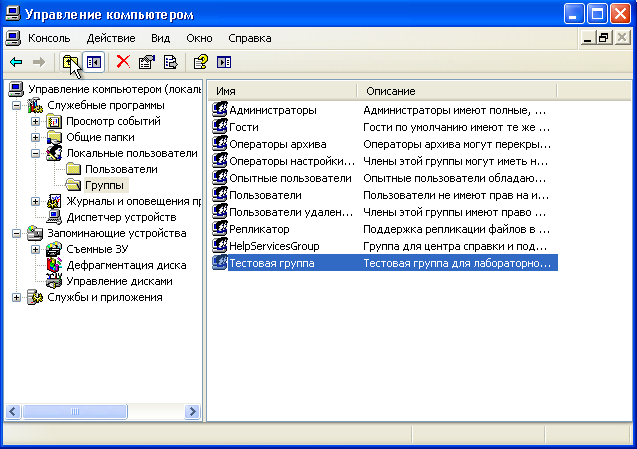 Управление компьютером
Консоль Действие Вид Окно Справка
Управление компьютером (локаль
Служебные программы
Просмотр событий
Общие папки
Локальные пользователи
Пользователи
Группы
Журналы и оповещения пр
Диспетчер устройств
Запоминающие устройства
Съемные ЗУ
Дефрагментация диска
Управление дисками
Службы и приложения
Имя Описание
Администраторы Администраторы имеют полные, ...
Гости Гости по умолчанию имеют те же ...
Операторы архива Операторы архива могут перекры...
Операторы настройки... Члены этой группы могут иметь н...
Опытные пользователи Опытные пользователи обладаю...
Пользователи Пользователи не имеют прав на и...
Пользователи удален... Члены этой группы имеют право ...
Репликатор Поддержка репликации файлов в ...
HelpServicesGroup Группа для центра справки и под...
Тестовая группа Тестовая группа для лабораторно...